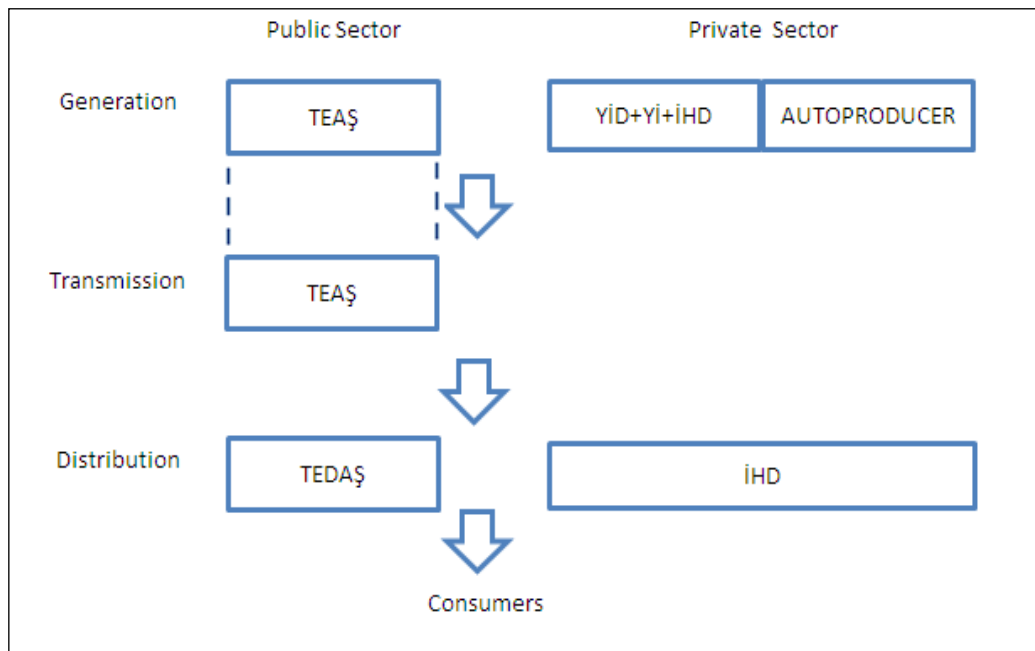 Public Sector Private Sector
Generation TEAŞ YİD+Yİ+İHD AUTOPRODUCER
Transmission TEAŞ
Distribution TEDAŞ İHD
Consumers